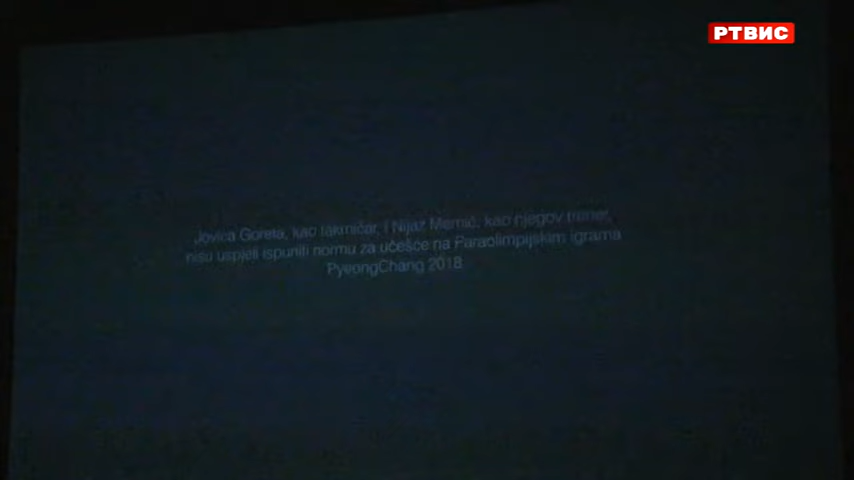 РТВИС
Jovica Goreta, kao takmičar, i Nijaz Memić, kao njegov trener,
nisu uspjeli ispuniti normu za učešće na Paraolimpijskim igrama
PyeongChang 2018